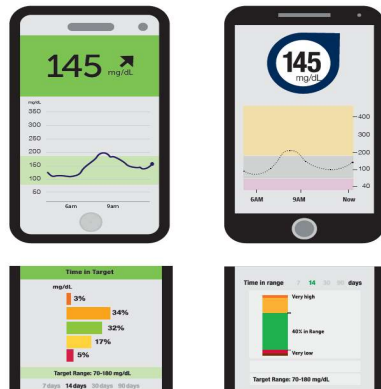 145
mg/dL
mg/dL
350
300
250
200
150
100
50
6am 9am
145
mg/dL
400
300
200
100
40
6AM 9AM Now
Time in Target
mg/dL
3%
34%
32%
17%
5%
Target Range: 70-180 mg/dL
7 days 14 days 30 days 90 days
Time in range 7 14 30 90 days
Very high
40% in Range
Very low
Target Range: 70-180 mg/dL